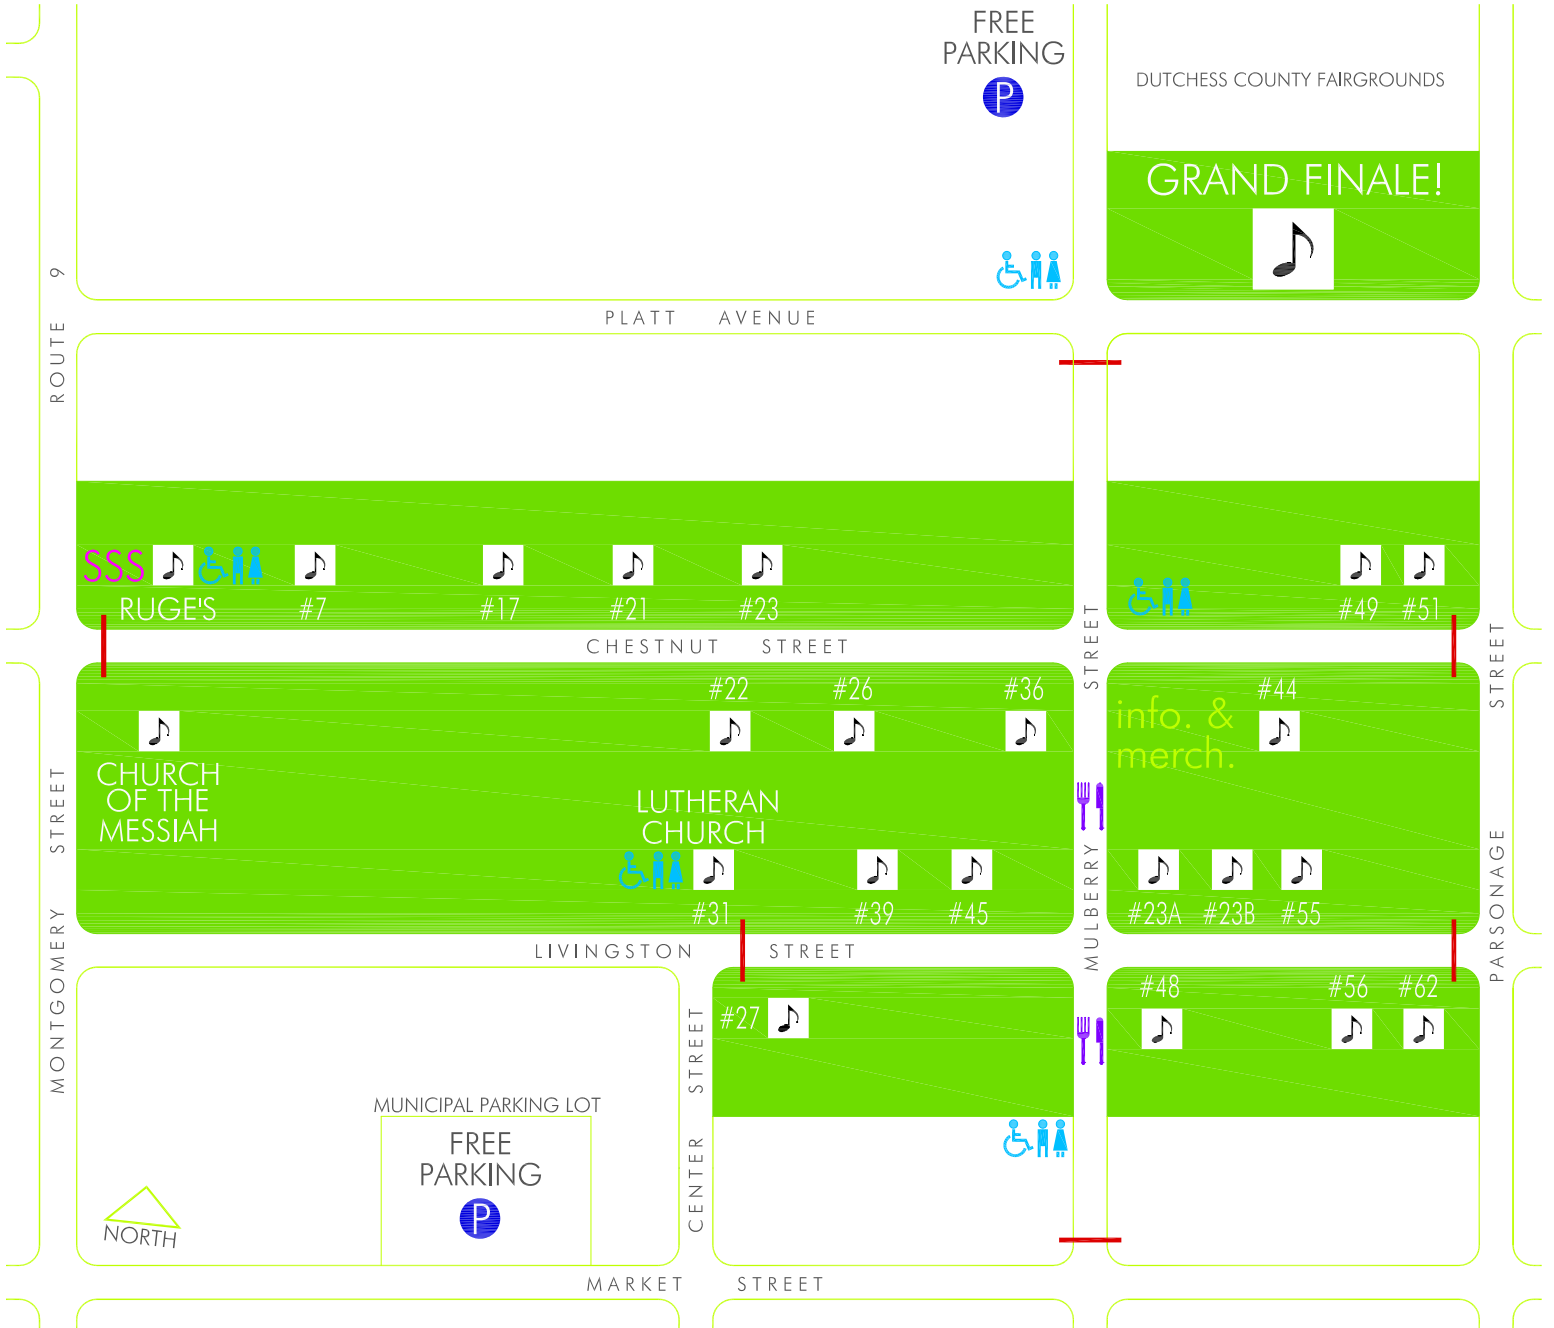 FREE
PARKING
P
DUTCHESS COUNTY FAIRGROUNDS
GRAND FINALE!
ROUTE 9
PLATT AVENUE
SSS
RUGE'S
#7
#17
#21
#23
#49
#51
CHESTNUT STREET
MULBERRY STREET
PARSONAGE STREET
#22
#26
#36
info. &
merch.
#44
CHURCH
OF THE
MESSIAH
LUTHERAN
CHURCH
#31
#39
#45
#23A
#23B
#55
MONTGOMERY STREET
LIVINGSTON STREET
#27
#48
#56
#62
CENTER STREET
MUNICIPAL PARKING LOT
FREE
PARKING
P
NORTH
MARKET STREET